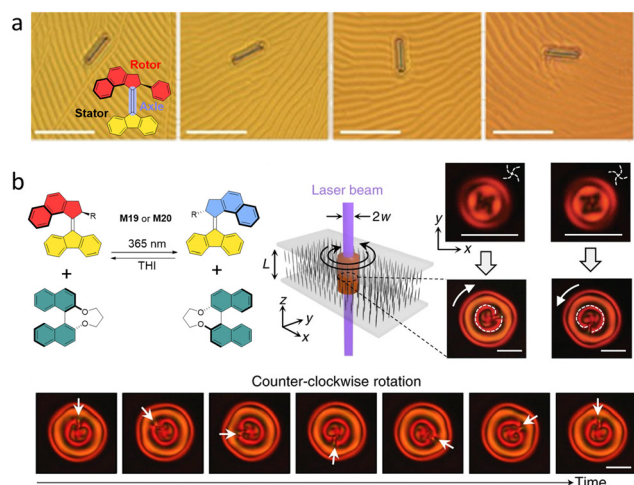 a
Rotor
Axle
Stator
b
R
M19 or M20
365 nm
THI
R'
+
+
O
O
O
O
Laser beam
2w
L
z
y
x
y
x
Counter-clockwise rotation
Time